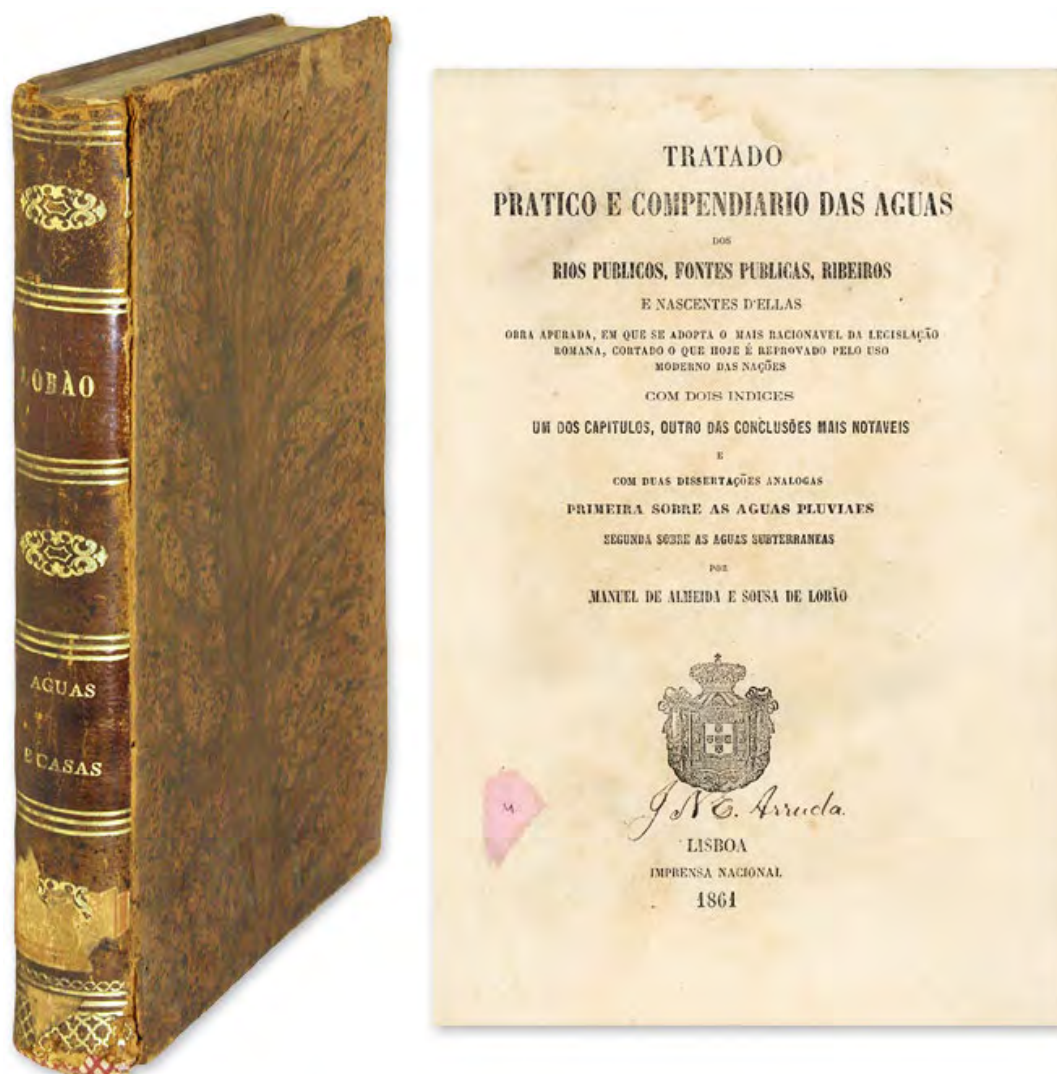 LOBÀO
AGUAS
E CASAS
TRATADO
PRATICO E COMPENDIARIO DAS AGUAS
DOS
RIOS PUBLICOS, FONTES PUBLICAS, RIBEIROS
E NASCENTES D'ELLAS
OBRA APURADA, EM QUE SE ADOPTA O MAIS RACIONAVEL DA LEGISLAÇÃO
ROMANA, CORTADO O QUE HOJE É REPROVADO PELO USO
MODERNO DAS NAÇÕES
COM DOIS INDICES
UM DOS CAPITULOS, OUTRO DAS CONCLUSÕES MAIS NOTAVEIS
E
COM DUAS DISSERTAÇÕES ANALOGAS
PRIMEIRA SOBRE AS AGUAS PLUVIAES
SEGUNDA SOBRE AS AGUAS SUBTERRANEAS
POR
MANUEL DE ALMEIDA E SOUSA DE LOBÃO
M
J N E. Arruda.
LISBOA
IMPRENSA NACIONAL
1861